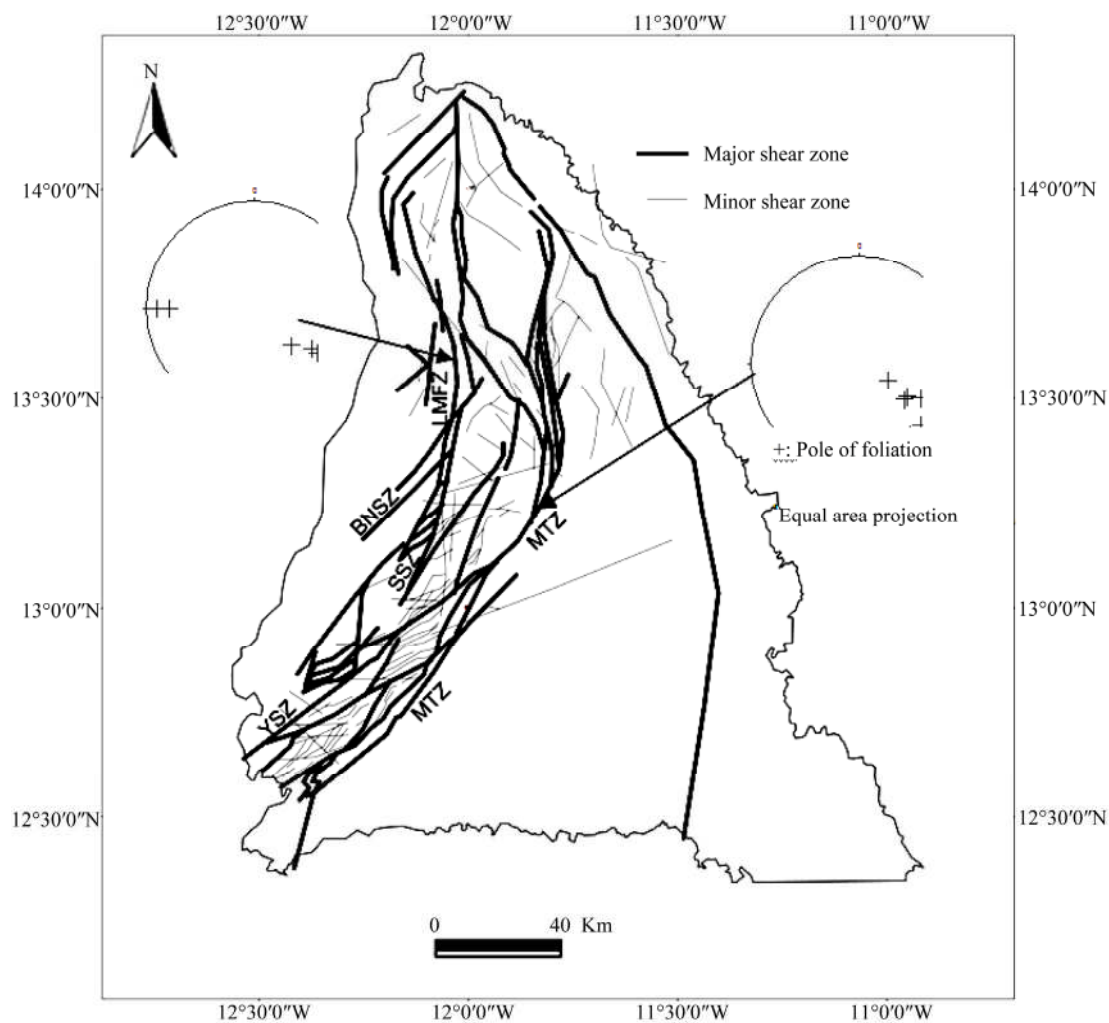 12°30′0″W 12°0′0″W 11°30′0″W 11°0′0″W
N
Major shear zone
Minor shear zone
14°0′0″N 14°0′0″N
13°30′0″N 13°30′0″N
LMFZ
+: Pole of foliation
BNSZ
Equal area projection
SSZ
MTZ
13°0′0″N 13°0′0″N
YSZ
MTZ
12°30′0″N 12°30′0″N
0 40 Km
12°30′0″W 12°0′0″W 11°30′0″W 11°0′0″W